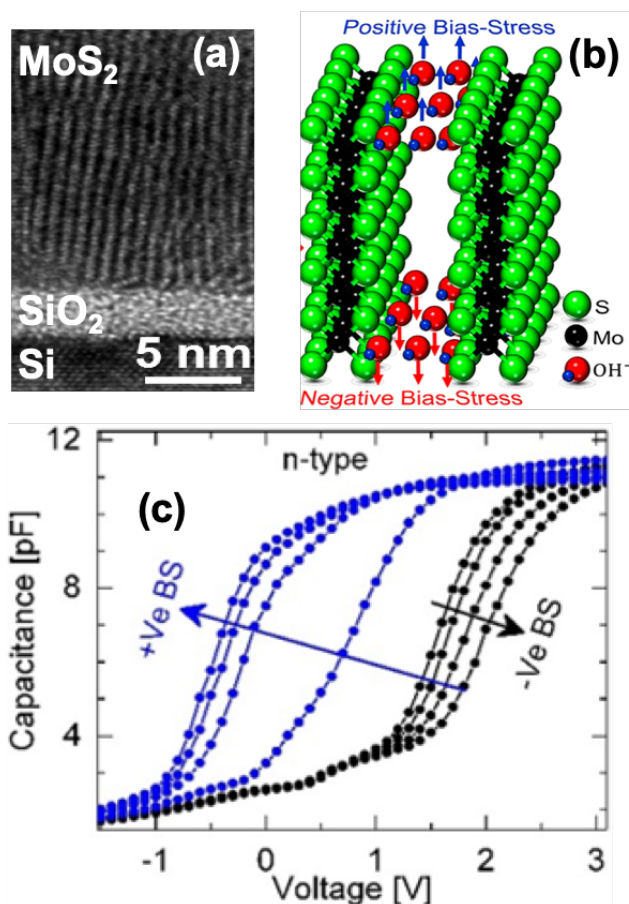 MoS₂
(a)
SiO₂
Si
5 nm
Positive Bias-Stress
(b)
S
Mo
OH⁻
Negative Bias-Stress
n-type
(c)
+Ve BS
-Ve BS
12
8
4
Capacitance [pF]
-1 0 1 2 3
Voltage [V]